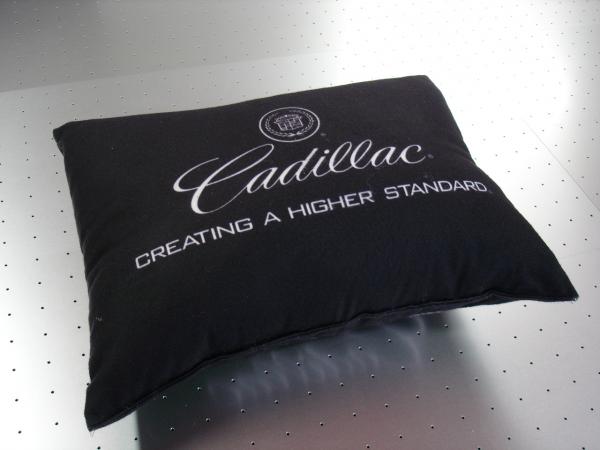 Cadillac®
CREATING A HIGHER STANDARD